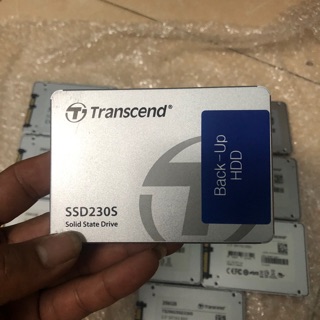 Transcend®
SSD230S
Solid State Drive
Back-Up
HDD